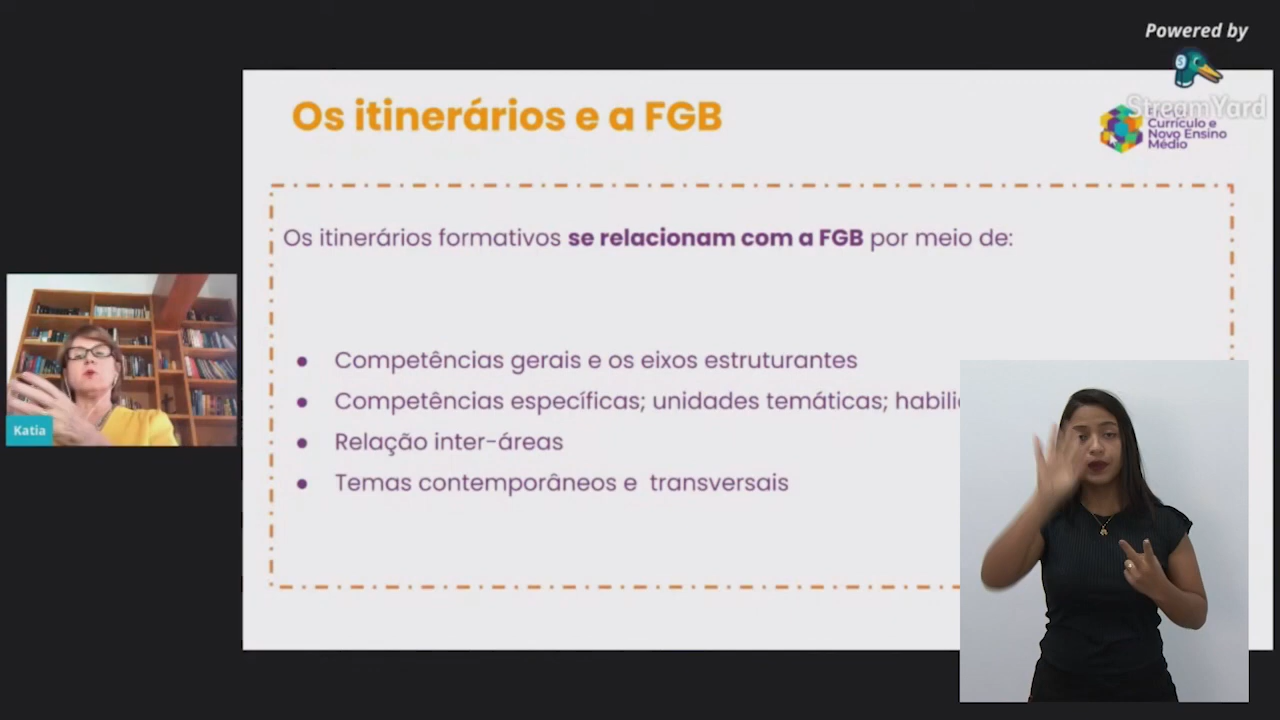 Powered by
StreamYard
Os itinerários e a FGB
Currículo e
Novo Ensino
Médio
Os itinerários formativos se relacionam com a FGB por meio de:
Competências gerais e os eixos estruturantes
Competências específicas; unidades temáticas;
Relação inter-áreas
Temas contemporâneos e transversais
Katia